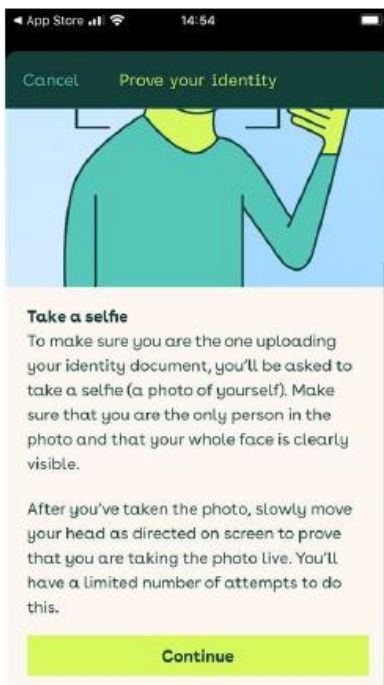 App Store
14:54
Cancel Prove your identity
Take a selfie
To make sure you are the one uploading
your identity document, you'll be asked to
take a selfie (a photo of yourself). Make
sure that you are the only person in the
photo and that your whole face is clearly
visible.
After you've taken the photo, slowly move
your head as directed on screen to prove
that you are taking the photo live. You'll
have a limited number of attempts to do
this.
Continue